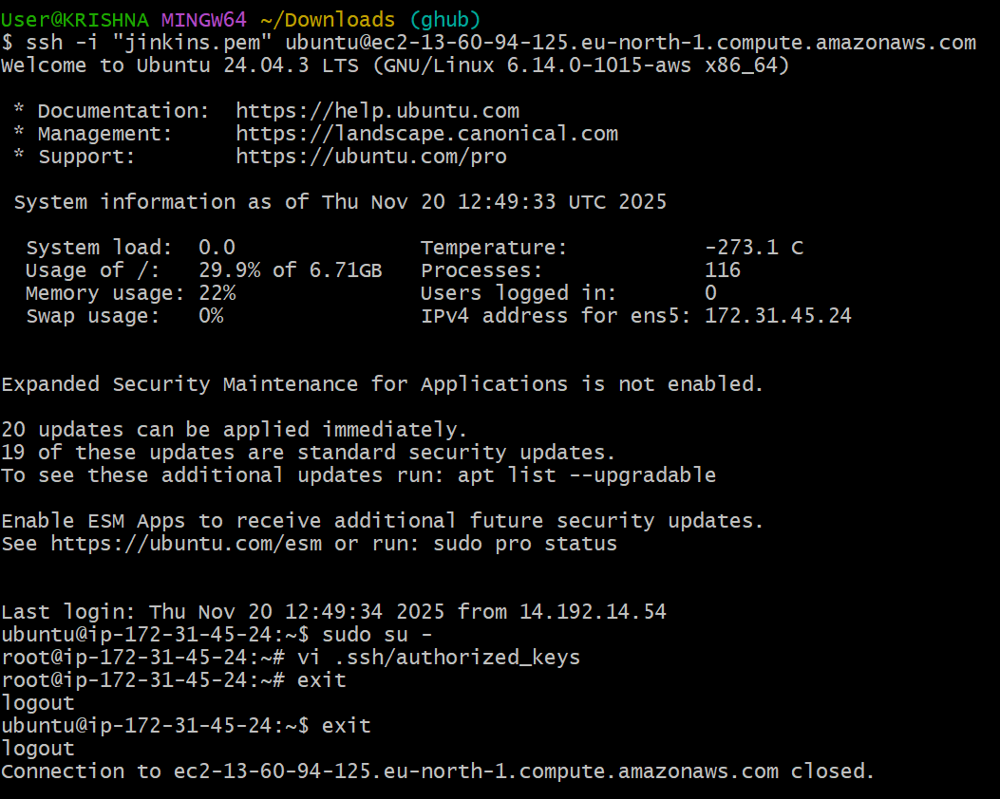 User@KRISHNA MINGW64 ~/Downloads (ghub)
$ ssh -i "jinkins.pem" ubuntu@ec2-13-60-94-125.eu-north-1.compute.amazonaws.com
Welcome to Ubuntu 24.04.3 LTS (GNU/Linux 6.14.0-1015-aws x86_64)

 * Documentation:  https://help.ubuntu.com
 * Management:     https://landscape.canonical.com
 * Support:        https://ubuntu.com/pro

 System information as of Thu Nov 20 12:49:33 UTC 2025

  System load:  0.0               Temperature:           -273.1 C
  Usage of /:   29.9% of 6.71GB   Processes:             116
  Memory usage: 22%               Users logged in:       0
  Swap usage:   0%                IPv4 address for ens5: 172.31.45.24


Expanded Security Maintenance for Applications is not enabled.

20 updates can be applied immediately.
19 of these updates are standard security updates.
To see these additional updates run: apt list --upgradable

Enable ESM Apps to receive additional future security updates.
See https://ubuntu.com/esm or run: sudo pro status


Last login: Thu Nov 20 12:49:34 2025 from 14.192.14.54
ubuntu@ip-172-31-45-24:~$ sudo su -
root@ip-172-31-45-24:~# vi .ssh/authorized_keys
root@ip-172-31-45-24:~# exit
logout
ubuntu@ip-172-31-45-24:~$ exit
logout
Connection to ec2-13-60-94-125.eu-north-1.compute.amazonaws.com closed.